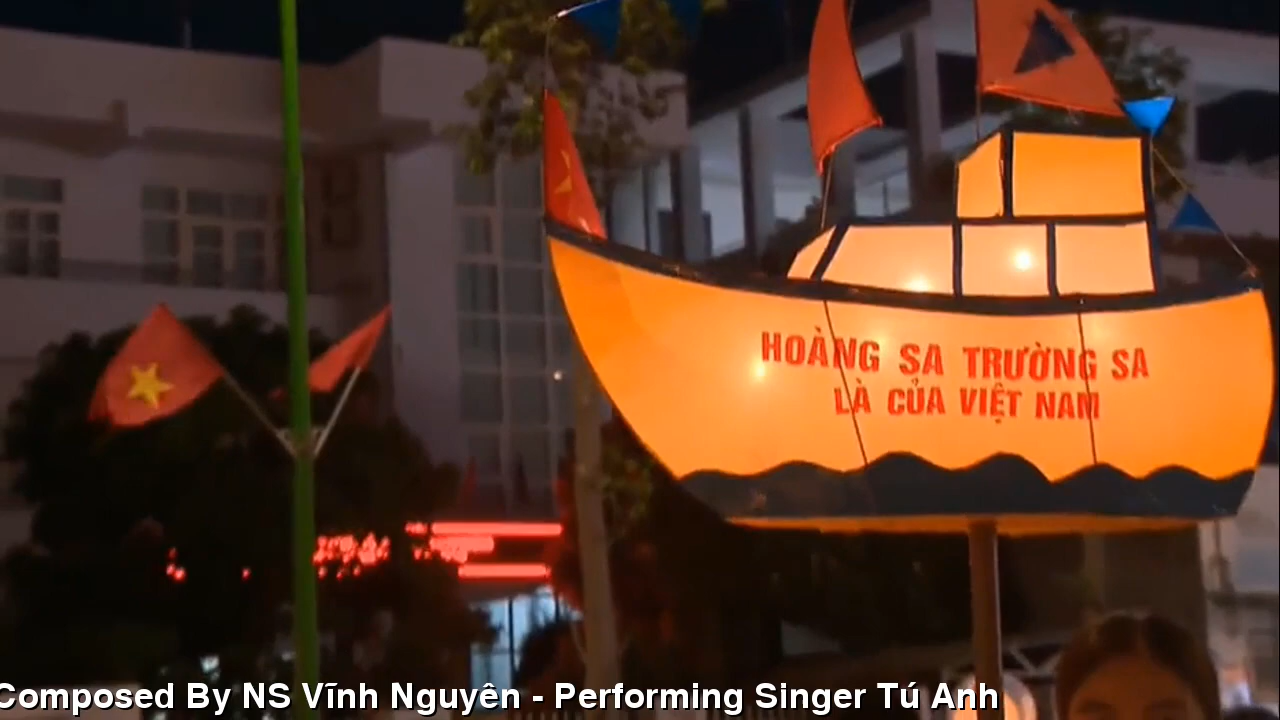 HOÀNG SA TRƯỜNG SA
LÀ CỦA VIỆT NAM
Composed By NS Vĩnh Nguyên - Performing Singer Tú Anh